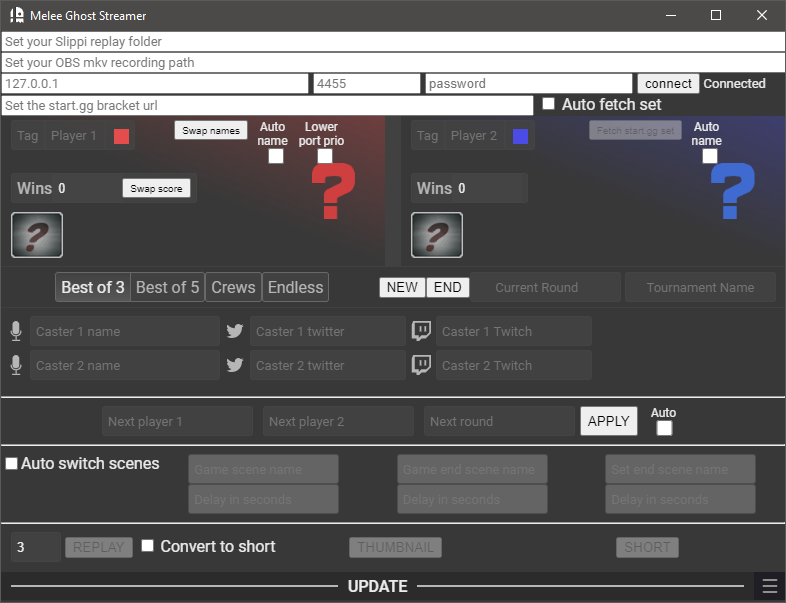 Melee Ghost Streamer
Set your Slippi replay folder
Set your OBS mkv recording path
127.0.0.1 4455 password connect Connected
Set the start.gg bracket url Auto fetch set
Tag Player 1 Swap names Auto name Lower port prio Tag Player 2 Fetch start.gg set Auto name
Wins 0 Swap score ? Wins 0 ?
? ?
Best of 3 Best of 5 Crews Endless NEW END Current Round Tournament Name
Caster 1 name Caster 1 twitter Caster 1 Twitch
Caster 2 name Caster 2 twitter Caster 2 Twitch
Next player 1 Next player 2 Next round APPLY Auto
Auto switch scenes Game scene name Game end scene name Set end scene name
Delay in seconds Delay in seconds Delay in seconds
3 REPLAY Convert to short THUMBNAIL SHORT
UPDATE